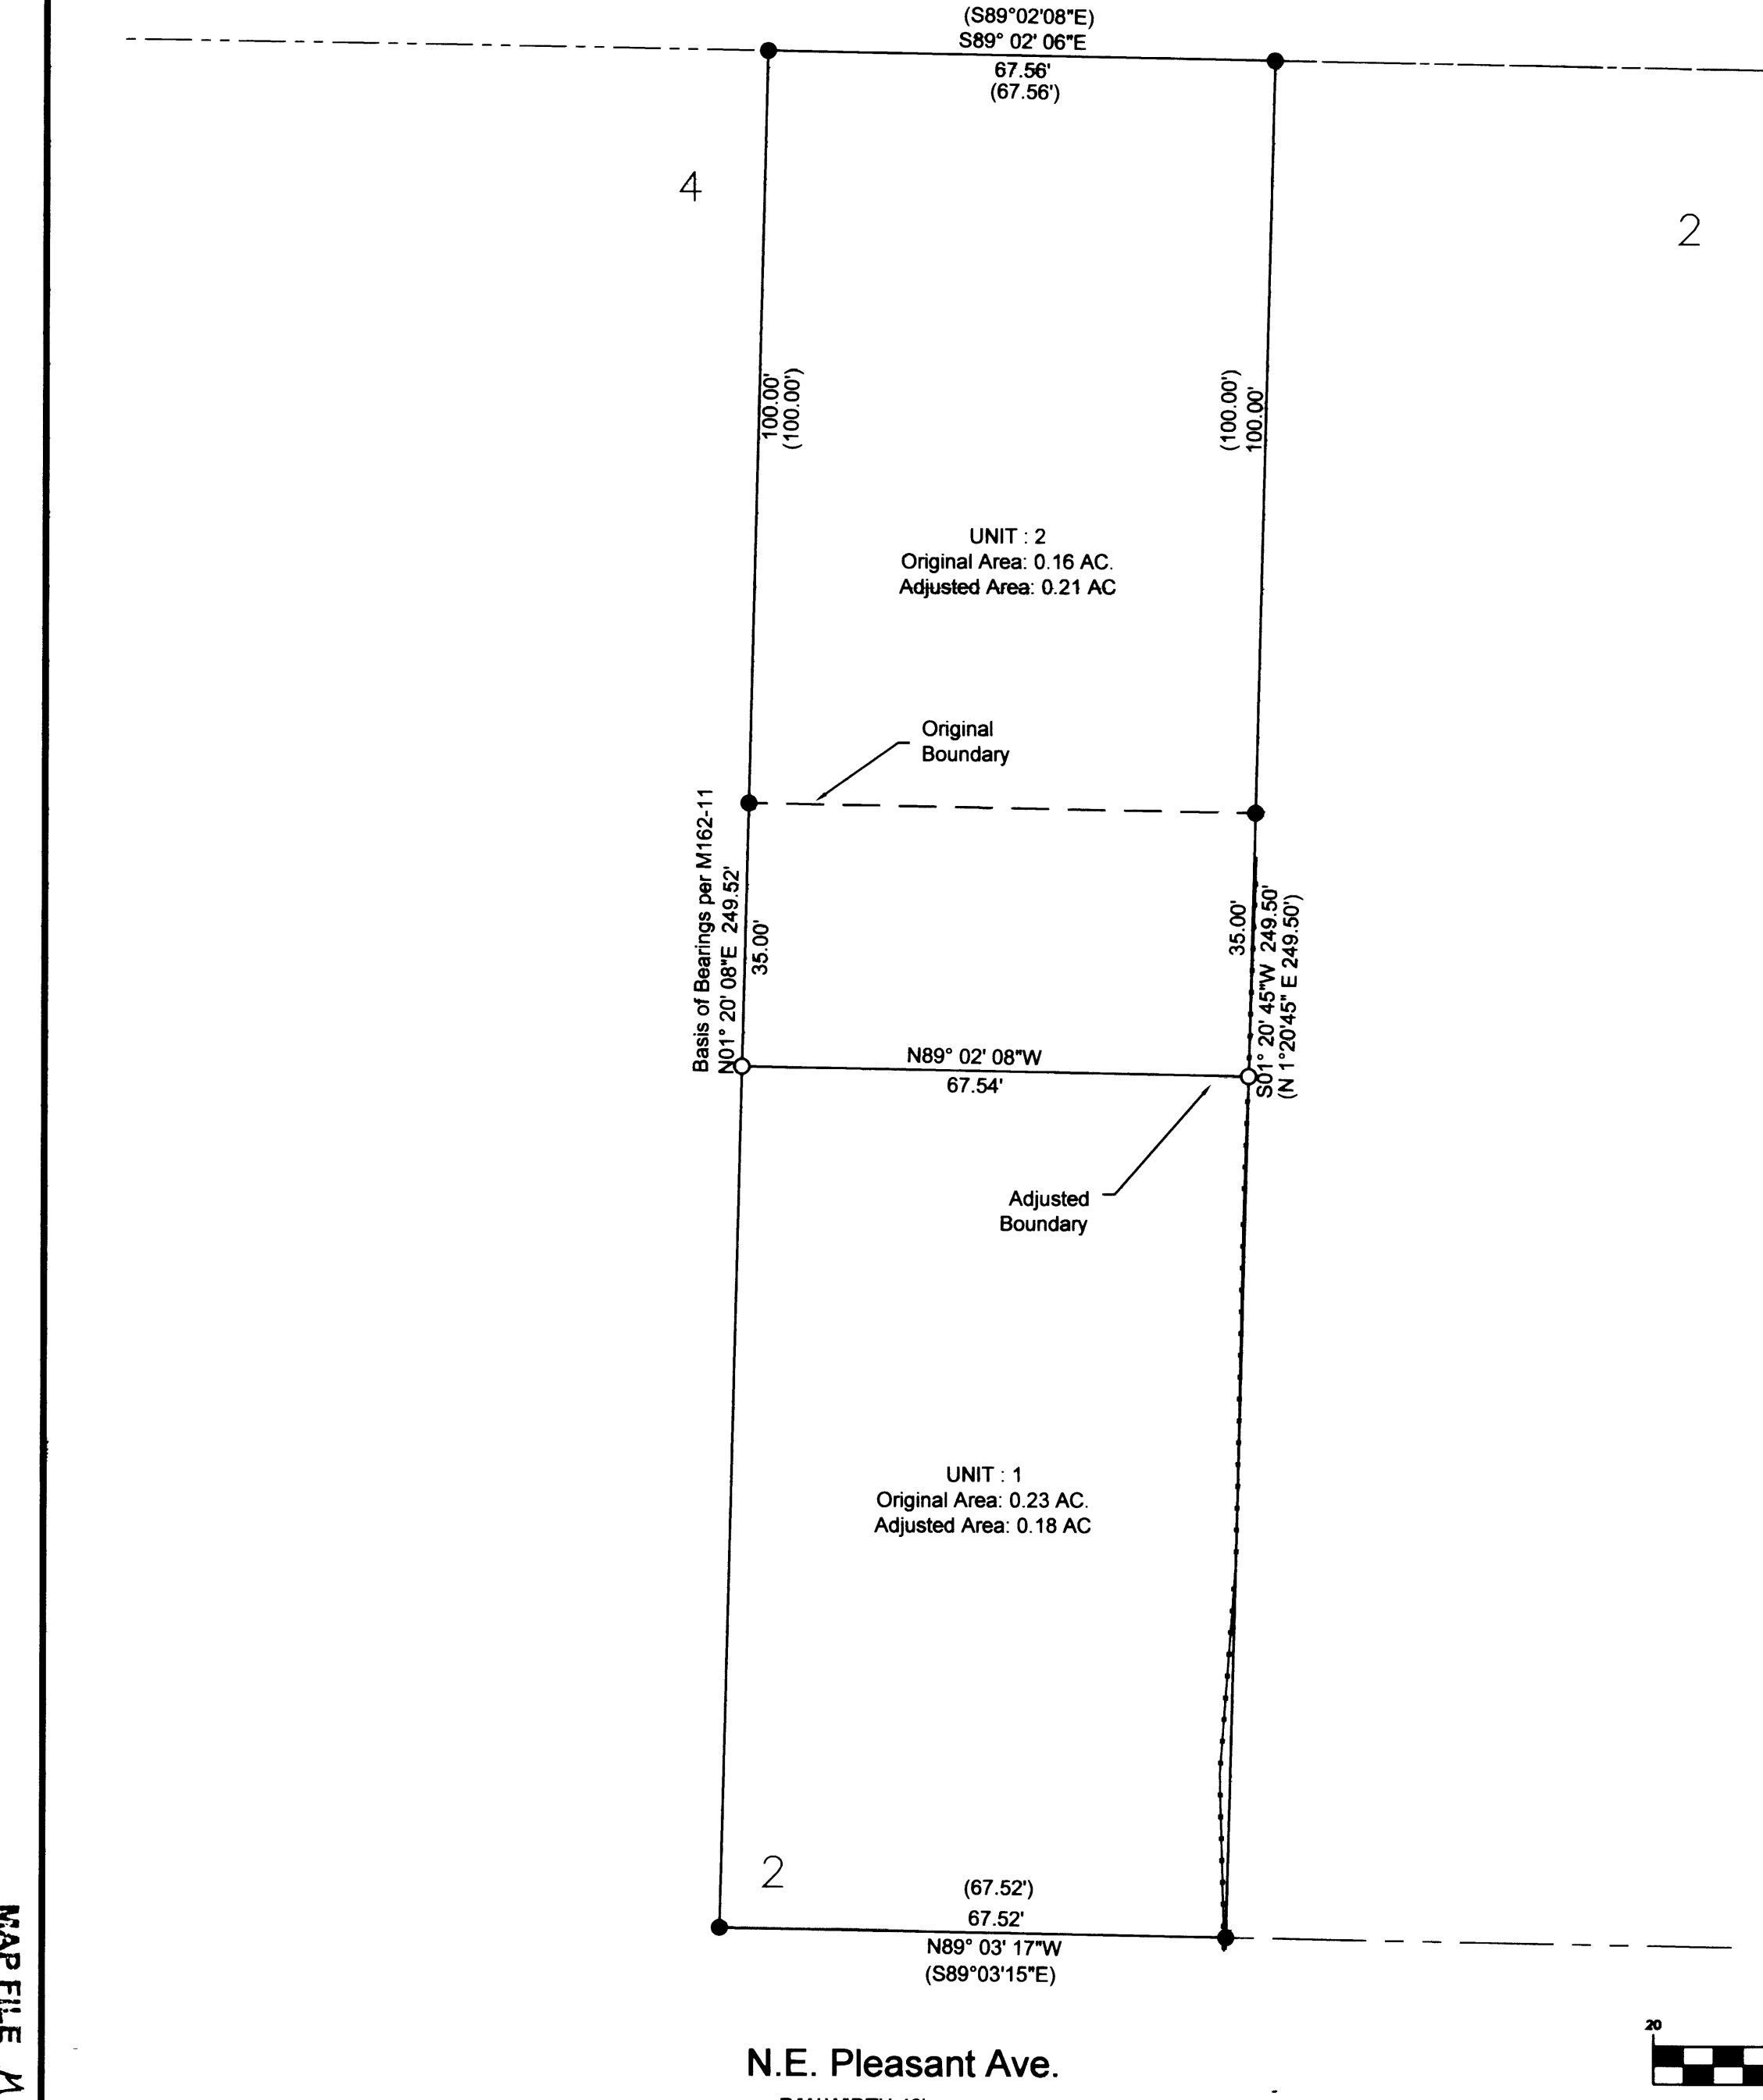 (S89°02'08"E)
S89° 02' 06"E
67.56'
(67.56')
4
2
100.00'
(100.00')
(100.00')
100.00'
UNIT : 2
Original Area: 0.16 AC.
Adjusted Area: 0.21 AC
Original
Boundary
Basis of Bearings per M162-11
N01° 20' 08"E 249.52'
35.00'
35.00'
S01° 20' 45"W 249.50'
(N 1°20'45" E 249.50')
N89° 02' 08"W
67.54'
Adjusted
Boundary
UNIT : 1
Original Area: 0.23 AC.
Adjusted Area: 0.18 AC
2
(67.52')
67.52'
N89° 03' 17"W
(S89°03'15"E)
MAP FILE
20
N.E. Pleasant Ave.